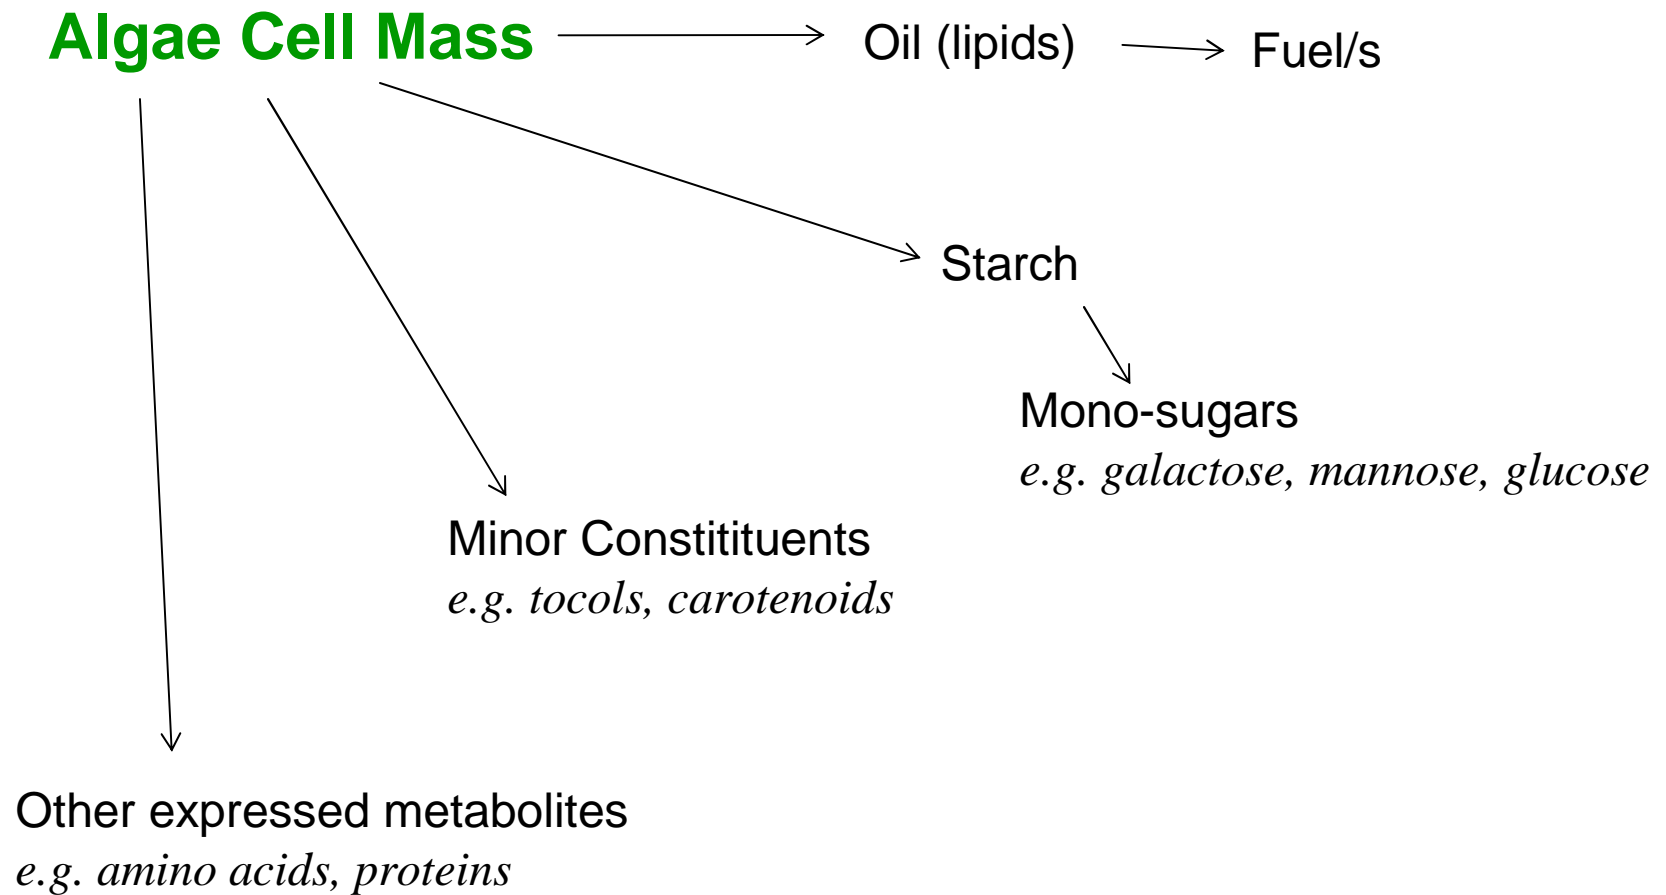 Algae Cell Mass
Oil (lipids)
Fuel/s
Starch
Mono-sugars
e.g. galactose, mannose, glucose
Minor Constitituents
e.g. tocols, carotenoids
Other expressed metabolites
e.g. amino acids, proteins